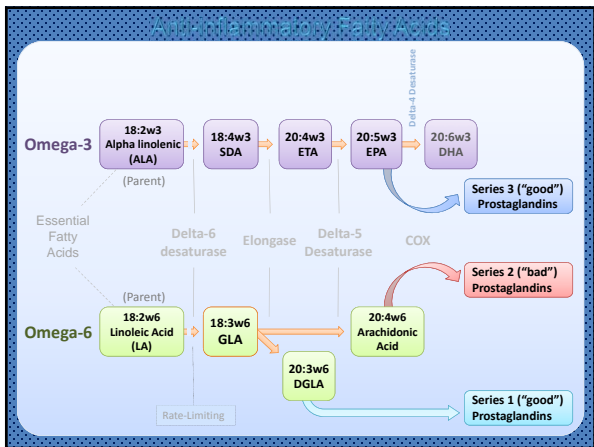 Anti-Inflammatory Fatty Acids
Delta-4 Desaturase
Omega-3
18:2w3
Alpha linolenic
(ALA)
18:4w3
SDA
20:4w3
ETA
20:5w3
EPA
20:6w3
DHA
(Parent)
Series 3 ("good")
Prostaglandins
Essential
Fatty
Acids
Delta-6
desaturase
Elongase
Delta-5
Desaturase
COX
Series 2 ("bad")
Prostaglandins
(Parent)
Omega-6
18:2w6
Linoleic Acid
(LA)
18:3w6
GLA
20:4w6
Arachidonic
Acid
20:3w6
DGLA
Rate-Limiting
Series 1 ("good")
Prostaglandins